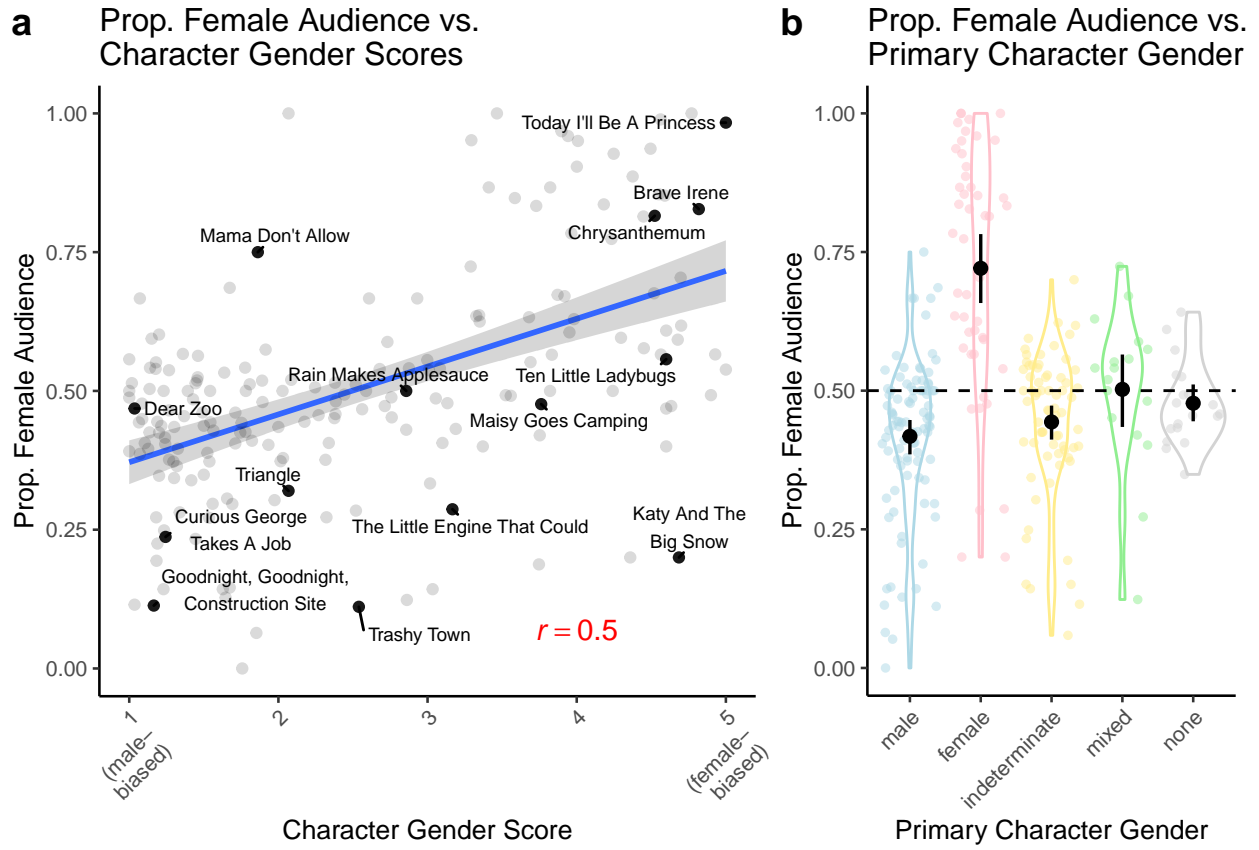 a
Prop. Female Audience vs.
Character Gender Scores
Prop. Female Audience
1.00
0.75
0.50
0.25
0.00
Today I'll Be A Princess
Brave Irene
Chrysanthemum
Mama Don't Allow
Rain Makes Applesauce
Ten Little Ladybugs
Dear Zoo
Maisy Goes Camping
Triangle
Curious George
Takes A Job
The Little Engine That Could
Katy And The
Big Snow
Goodnight, Goodnight,
Construction Site
Trashy Town
r = 0.5
1
(male–
biased)
2
3
4
5
(female–
biased)
Character Gender Score
b
Prop. Female Audience vs.
Primary Character Gender
Prop. Female Audience
1.00
0.75
0.50
0.25
0.00
male
female
indeterminate
mixed
none
Primary Character Gender